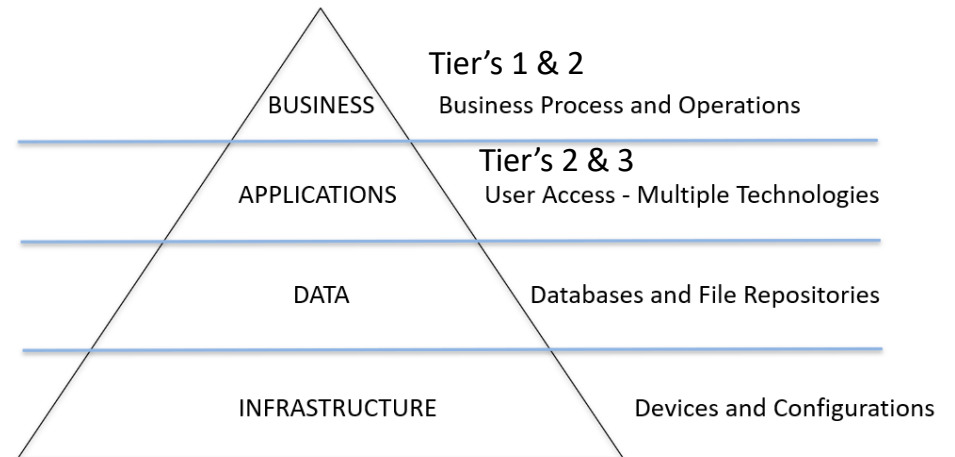 Tier's 1 & 2
BUSINESS Business Process and Operations
Tier's 2 & 3
APPLICATIONS User Access - Multiple Technologies
DATA Databases and File Repositories
INFRASTRUCTURE Devices and Configurations